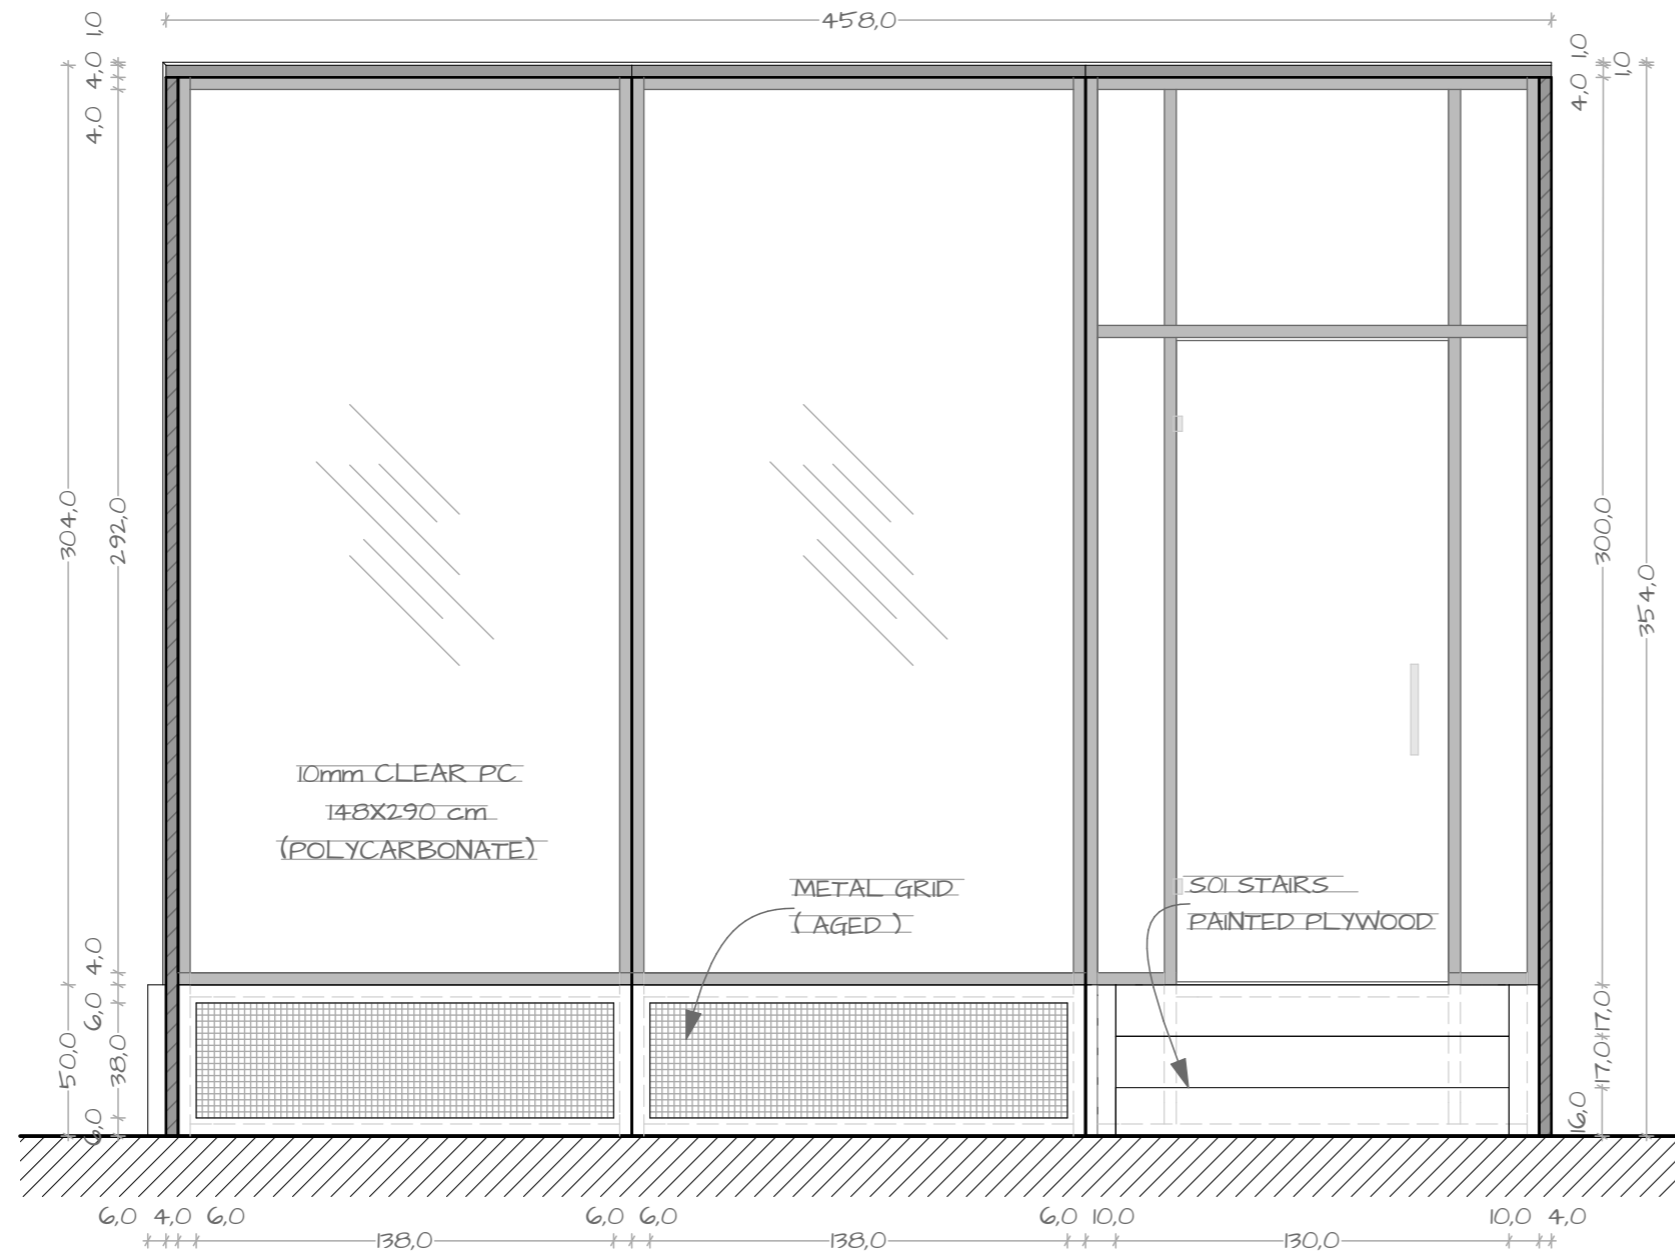 458,0
1,0
4,0
4,0
304,0
292,0
4,0
6,0
50,0
38,0
6,0
1,0
1,0
4,0
300,0
354,0
17,0
17,0
16,0
10mm CLEAR PC
148X290 cm
(POLYCARBONATE)
METAL GRID
( AGED )
S01 STAIRS
PAINTED PLYWOOD
6,0 4,0 6,0 6,0 6,0 6,0 10,0 10,0 4,0
138,0 138,0 130,0